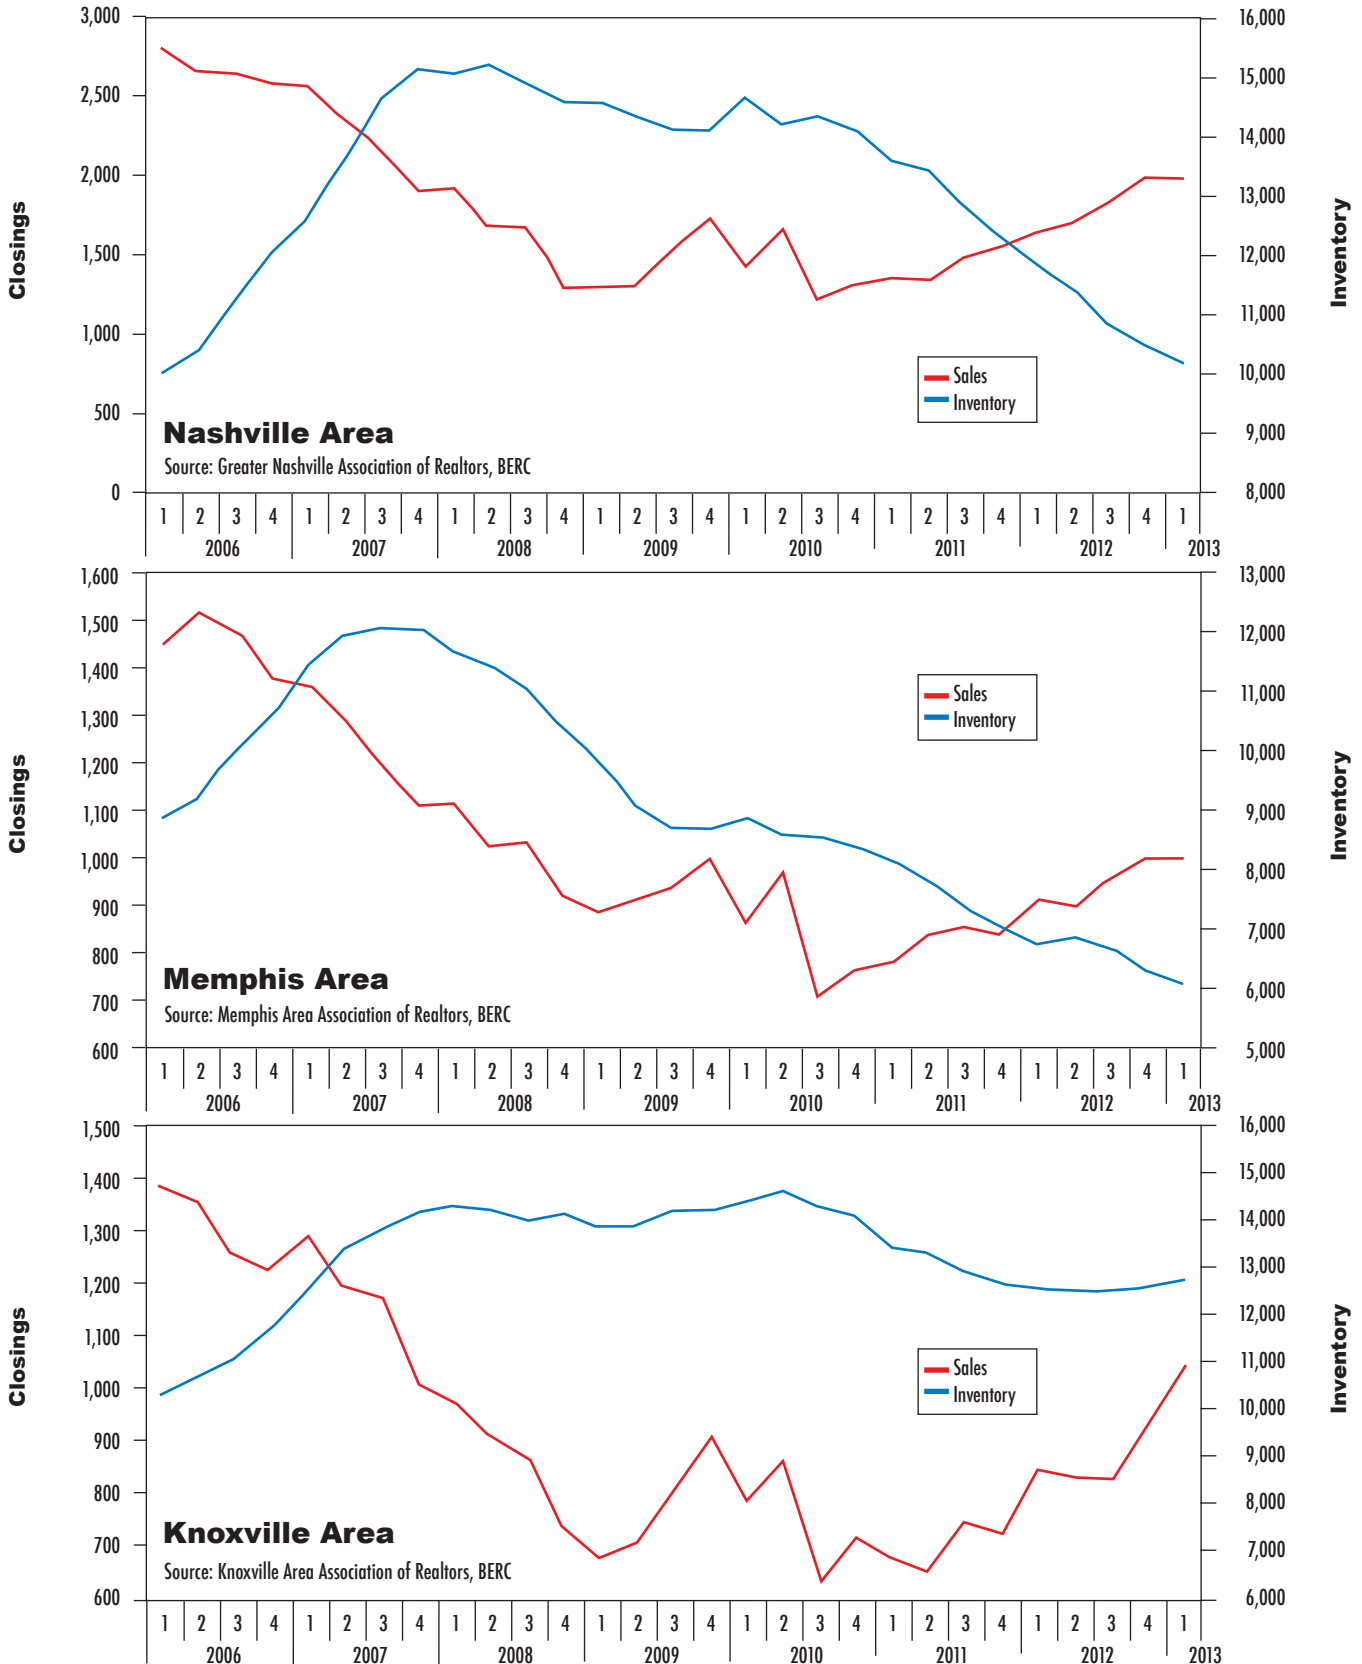 3,000
2,500
2,000
1,500
1,000
500
0
Closings
16,000
15,000
14,000
13,000
12,000
11,000
10,000
9,000
8,000
Inventory
Sales
Inventory
Nashville Area
Source: Greater Nashville Association of Realtors, BERC
1 2 3 4 1 2 3 4 1 2 3 4 1 2 3 4 1 2 3 4 1 2 3 4 1 2 3 4 1
2006 2007 2008 2009 2010 2011 2012 2013
1,600
1,500
1,400
1,300
1,200
1,100
1,000
900
800
700
600
Closings
13,000
12,000
11,000
10,000
9,000
8,000
7,000
6,000
5,000
Inventory
Sales
Inventory
Memphis Area
Source: Memphis Area Association of Realtors, BERC
1 2 3 4 1 2 3 4 1 2 3 4 1 2 3 4 1 2 3 4 1 2 3 4 1 2 3 4 1
2006 2007 2008 2009 2010 2011 2012 2013
1,500
1,400
1,300
1,200
1,100
1,000
900
800
700
600
Closings
16,000
15,000
14,000
13,000
12,000
11,000
10,000
9,000
8,000
7,000
6,000
Inventory
Sales
Inventory
Knoxville Area
Source: Knoxville Area Association of Realtors, BERC
1 2 3 4 1 2 3 4 1 2 3 4 1 2 3 4 1 2 3 4 1 2 3 4 1 2 3 4 1
2006 2007 2008 2009 2010 2011 2012 2013